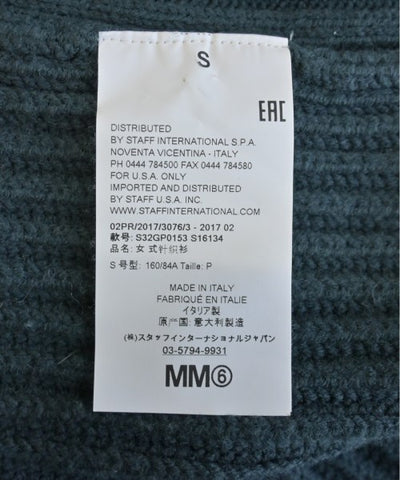 S
EAC
DISTRIBUTED
BY STAFF INTERNATIONAL S.P.A.
NOVENTA VICENTINA - ITALY
PH 0444 784500 FAX 0444 784580
FOR U.S.A. ONLY
IMPORTED AND DISTRIBUTED
BY STAFF U.S.A. INC.
WWW.STAFFINTERNATIONAL.COM
02PR/2017/3076/3 - 2017 02
款号: S32GP0153 S16134
品名: 女式针织衫
S 号型: 160/84A Taille: P
MADE IN ITALY
FABRIQUÉ EN ITALIE
イタリア製
原产国: 意大利製造
(株)スタッフインターナショナルジャパン
03-5794-9931
MM⑥